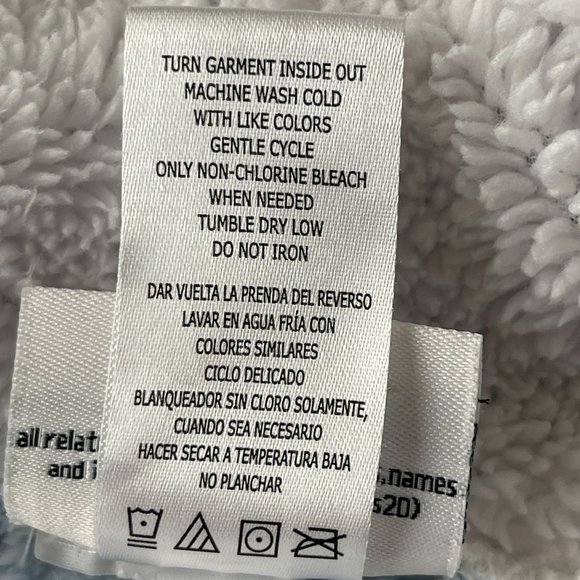 TURN GARMENT INSIDE OUT
MACHINE WASH COLD
WITH LIKE COLORS
GENTLE CYCLE
ONLY NON-CHLORINE BLEACH
WHEN NEEDED
TUMBLE DRY LOW
DO NOT IRON
DAR VUELTA LA PRENDA DEL REVERSO
LAVAR EN AGUA FRÍA CON
COLORES SIMILARES
CICLO DELICADO
BLANQUEADOR SIN CLORO SOLAMENTE,
CUANDO SEA NECESARIO
HACER SECAR A TEMPERATURA BAJA
NO PLANCHAR
all relat
names
and i
s20)